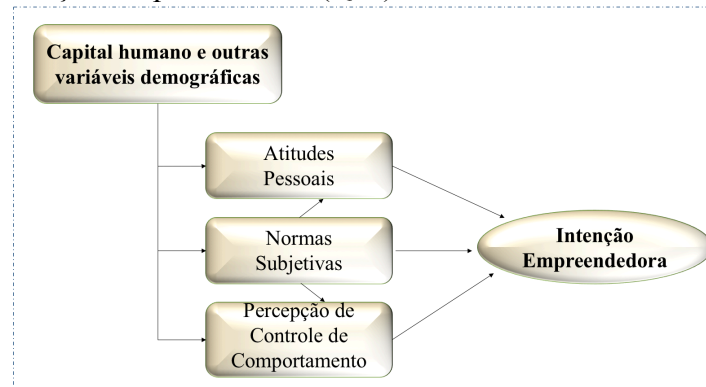 Capital humano e outras
variáveis demográficas
Atitudes
Pessoais
Normas
Subjetivas
Intenção
Empreendedora
Percepção de
Controle de
Comportamento